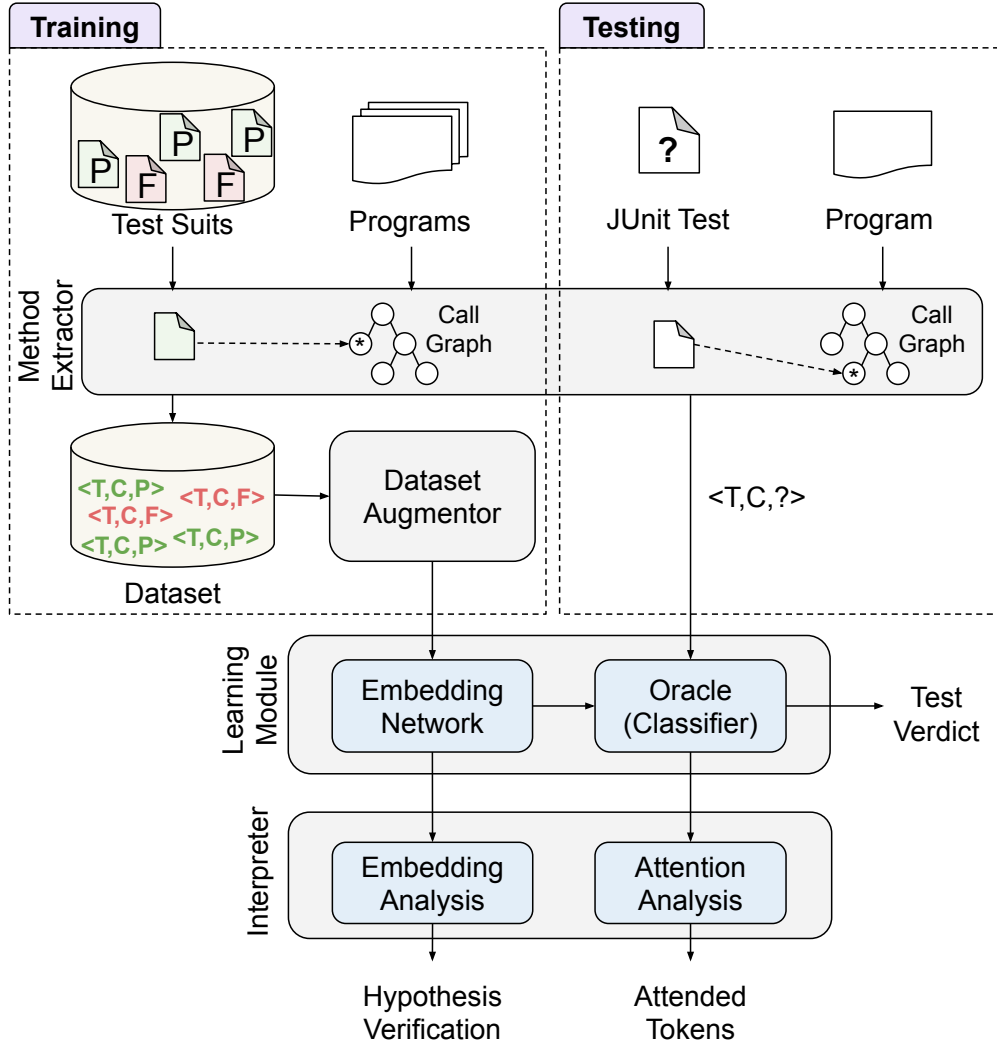 Training
Testing
P
P
P
F
F
?
Test Suits
Programs
JUnit Test
Program
Method
Extractor
*
Call
Graph
*
Call
Graph
<T,C,P>
<T,C,F>
<T,C,F>
<T,C,P>
<T,C,P>
Dataset
Dataset
Augmentor
<T,C,?>
Learning
Module
Embedding
Network
Oracle
(Classifier)
Test
Verdict
Interpreter
Embedding
Analysis
Attention
Analysis
Hypothesis
Verification
Attended
Tokens